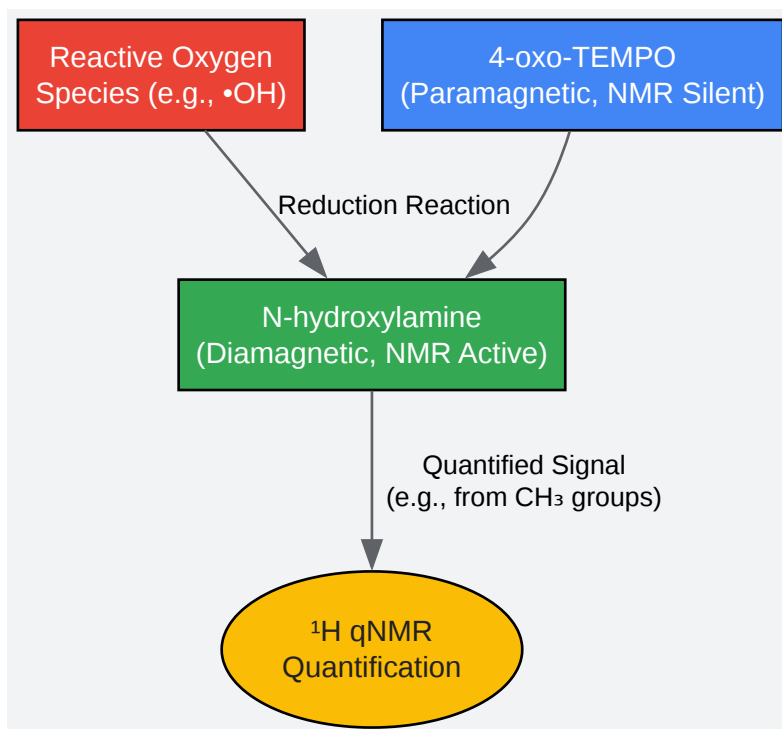 Reactive Oxygen
Species (e.g., •OH)
4-oxo-TEMPO
(Paramagnetic, NMR Silent)
Reduction Reaction
N-hydroxylamine
(Diamagnetic, NMR Active)
Quantified Signal
(e.g., from CH₃ groups)
¹H qNMR
Quantification